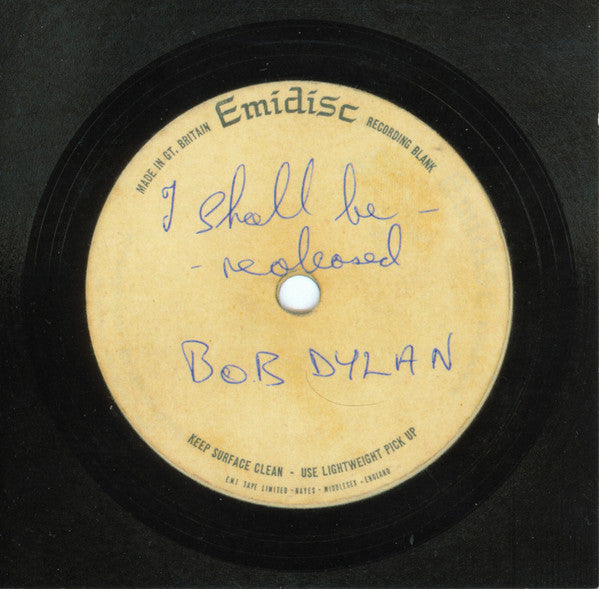 Emidisc
MADE IN GT. BRITAIN
RECORDING BLANK
I shall be -
- released
BOB DYLAN
KEEP SURFACE CLEAN - USE LIGHTWEIGHT PICK UP
E.M.I. TAPE LIMITED - HAYES - MIDDLESEX - ENGLAND